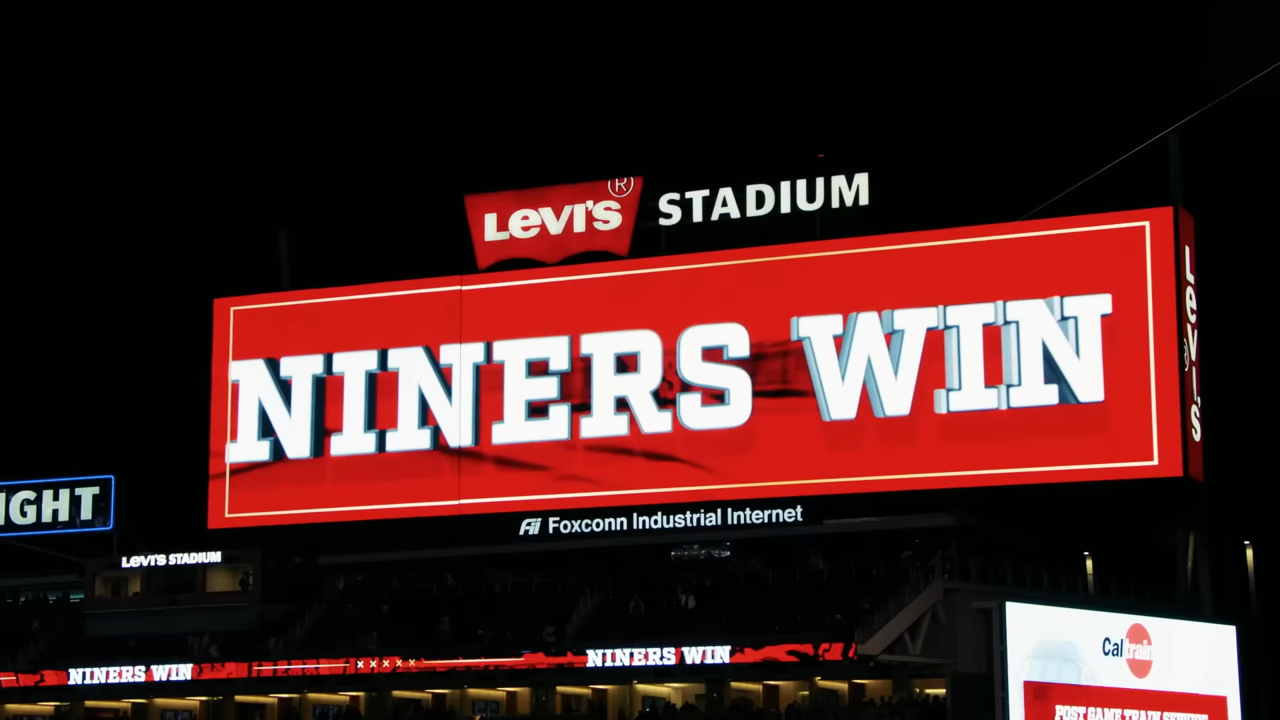 LEVI'S® STADIUM
NINERS WIN
LEVI'S
Fii Foxconn Industrial Internet
LEVI'S STADIUM
NINERS WIN
NINERS WIN
Caltrain
POST GAME TRAIN SERVICE